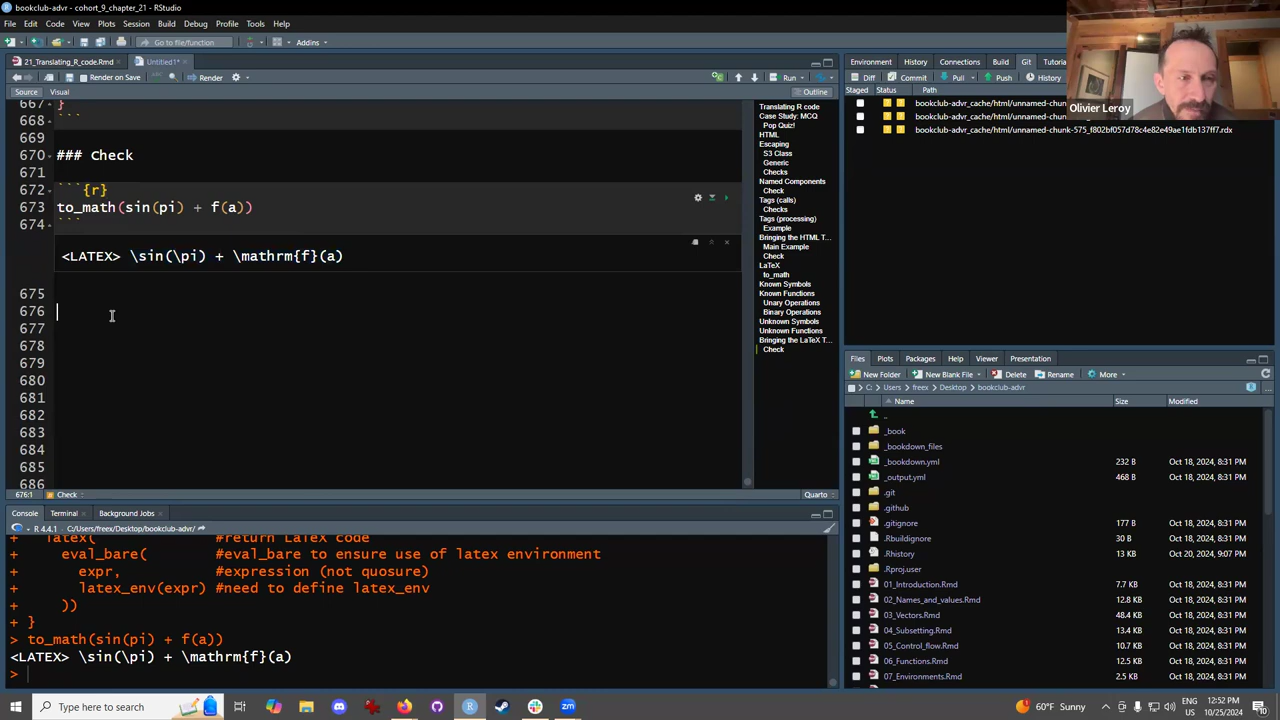 bookclub-advr - cohort_9_chapter_21 - RStudio
File Edit Code View Plots Session Build Debug Profile Tools Help
Go to file/function
Addins
21_Translating_R_code.Rmd
Untitled1*
Render on Save
Render
Run
Source Visual
Outline
667 }
668 ```
669
670 ### Check
671
672 ```{r}
673 to_math(sin(pi) + f(a))
674 ```
<LATEX> \sin(\pi) + \mathrm{f}(a)
675
676
677
678
679
680
681
682
683
684
685
686
676:1 Check
Quarto
Translating R code
Case Study: MCQ
Pop Quiz!
HTML
Escaping
S3 Class
Generic
Checks
Named Components
Check
Tags (calls)
Checks
Tags (processing)
Example
Bringing the HTML T...
Main Example
Check
LaTeX
to_math
Known Symbols
Known Functions
Unary Operations
Binary Operations
Unknown Symbols
Unknown Functions
Bringing the LaTeX T...
Check
Console Terminal Background Jobs
R 4.4.1 · C:/Users/freex/Desktop/bookclub-advr/
+ latex( #return LaTeX code
+ eval_bare( #eval_bare to ensure use of latex environment
+ expr, #expression (not quosure)
+ latex_env(expr) #need to define latex_env
+ ))
+ }
> to_math(sin(pi) + f(a))
<LATEX> \sin(\pi) + \mathrm{f}(a)
>
Environment History Connections Build Git Tutoria
Diff Commit Pull Push History
Staged Status Path
bookclub-advr_cache/html/unnamed-chun
bookclub-advr_cache/html/unnamed-chunk
bookclub-advr_cache/html/unnamed-chunk-575_f802bf057d78c4e82e49ae1fdb137ff7.rdx
Olivier Leroy
Files Plots Packages Help Viewer Presentation
New Folder New Blank File Delete Rename More
C: Users freex Desktop bookclub-advr
Name Size Modified
..
_book
_bookdown_files
_bookdown.yml 232 B Oct 18, 2024, 8:31 PM
_output.yml 468 B Oct 18, 2024, 8:31 PM
.git
.github
.gitignore 177 B Oct 18, 2024, 8:31 PM
.Rbuildignore 30 B Oct 18, 2024, 8:31 PM
.Rhistory 13 KB Oct 20, 2024, 9:07 PM
.Rproj.user
01_Introduction.Rmd 7.7 KB Oct 18, 2024, 8:31 PM
02_Names_and_values.Rmd 12.8 KB Oct 18, 2024, 8:31 PM
03_Vectors.Rmd 48.4 KB Oct 18, 2024, 8:31 PM
04_Subsetting.Rmd 13.4 KB Oct 18, 2024, 8:31 PM
05_Control_flow.Rmd 10.7 KB Oct 18, 2024, 8:31 PM
06_Functions.Rmd 12.5 KB Oct 18, 2024, 8:31 PM
07_Environments.Rmd 2.5 KB Oct 18, 2024, 8:31 PM
Type here to search
60°F Sunny
ENG
US
12:52 PM
10/25/2024